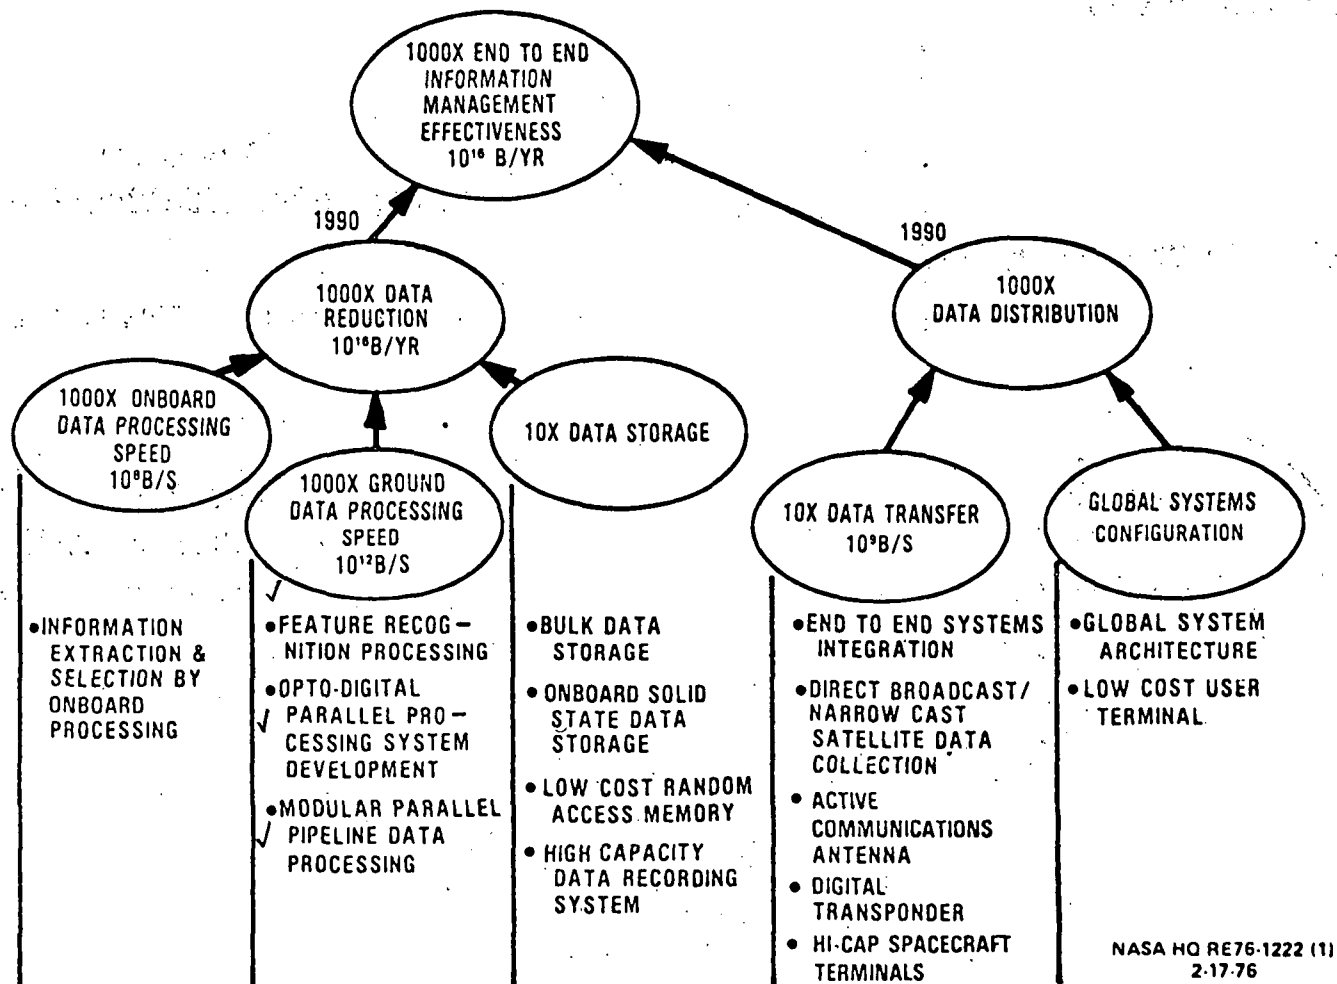 1000X END TO END
INFORMATION
MANAGEMENT
EFFECTIVENESS
10¹⁶ B/YR
1990
1990
1000X DATA
REDUCTION
10¹⁶B/YR
1000X
DATA DISTRIBUTION
1000X ONBOARD
DATA PROCESSING
SPEED
10⁸B/S
1000X GROUND
DATA PROCESSING
SPEED
10¹²B/S
10X DATA STORAGE
10X DATA TRANSFER
10⁹B/S
GLOBAL SYSTEMS
CONFIGURATION
•INFORMATION
EXTRACTION &
SELECTION BY
ONBOARD
PROCESSING
•FEATURE RECOG–
NITION PROCESSING
•OPTO-DIGITAL
PARALLEL PRO–
CESSING SYSTEM
DEVELOPMENT
•MODULAR PARALLEL
PIPELINE DATA
PROCESSING
•BULK DATA
STORAGE
•ONBOARD SOLID
STATE DATA
STORAGE
•LOW COST RANDOM
ACCESS MEMORY
•HIGH CAPACITY
DATA RECORDING
SYSTEM
•END TO END SYSTEMS
INTEGRATION
•DIRECT BROADCAST/
NARROW CAST
SATELLITE DATA
COLLECTION
• ACTIVE
COMMUNICATIONS
ANTENNA
• DIGITAL
TRANSPONDER
• HI-CAP SPACECRAFT
TERMINALS
•GLOBAL SYSTEM
ARCHITECTURE
•LOW COST USER
TERMINAL
NASA HQ RE76-1222 (1)
2-17-76